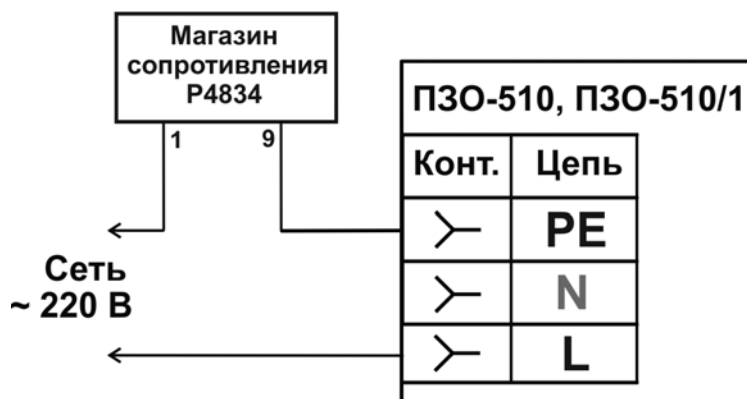 Магазин
сопротивления
Р4834
1 9
ПЗО-510, ПЗО-510/1
Конт. Цепь
PE
N
L
Сеть
~ 220 В